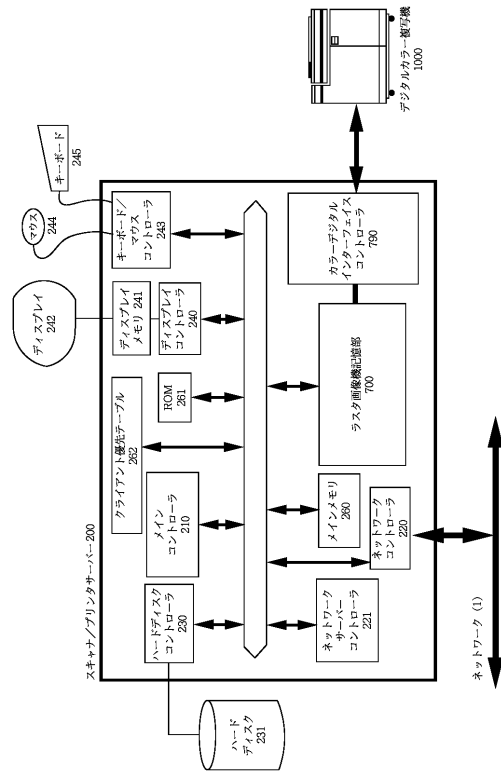 スキャナ/プリンタサーバー200
ハード
ディスク
231
ハードディスク
コントローラ
230
メイン
コントローラ
210
クライアント優先テーブル
262
ROM
261
ディスプレイ
242
ディスプレイ
メモリ 241
ディスプレイ
コントローラ
240
マウス
244
キーボード
245
キーボード/
マウス
コントローラ
243
ネットワーク
サーバー
コントローラ
221
ネットワーク
コントローラ
220
メインメモリ
260
ラスタ画像機記憶部
700
カラーデジタル
インターフェイス
コントローラ
790
デジタルカラー複写機
1000
ネットワーク (1)